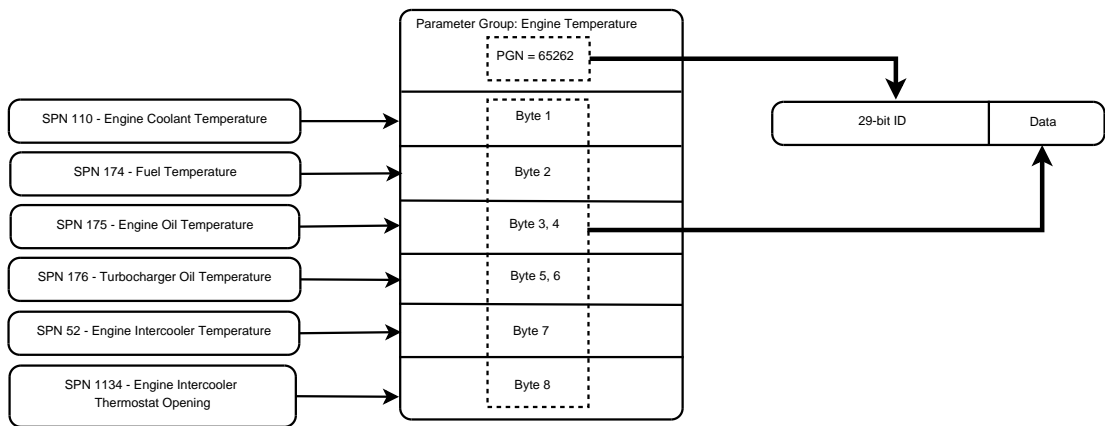 Parameter Group: Engine Temperature
PGN = 65262
SPN 110 - Engine Coolant Temperature
Byte 1
29-bit ID
Data
SPN 174 - Fuel Temperature
Byte 2
SPN 175 - Engine Oil Temperature
Byte 3, 4
SPN 176 - Turbocharger Oil Temperature
Byte 5, 6
SPN 52 - Engine Intercooler Temperature
Byte 7
SPN 1134 - Engine Intercooler
Thermostat Opening
Byte 8